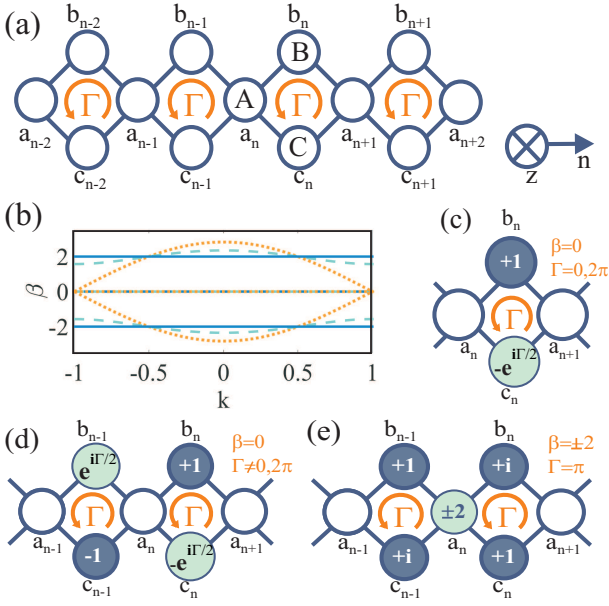 (a)
b_{n-2} b_{n-1} b_n b_{n+1}
B
Γ Γ A Γ Γ
C
a_{n-2} a_{n-1} a_n a_{n+1} a_{n+2}
c_{n-2} c_{n-1} c_n c_{n+1}
z n
(b)
β
2
0
-2
-1 -0.5 0 0.5 1
k
(c)
b_n
β=0
Γ=0,2π
+1
Γ
a_n a_{n+1}
-e^{iΓ/2}
c_n
(d)
b_{n-1} b_n
β=0
Γ≠0,2π
e^{iΓ/2} +1
Γ Γ
a_{n-1} a_n a_{n+1}
-1 -e^{iΓ/2}
c_{n-1} c_n
(e)
b_{n-1} b_n
β=±2
Γ=π
+1 +i
Γ ±2 Γ
a_{n-1} a_n a_{n+1}
+i +1
c_{n-1} c_n